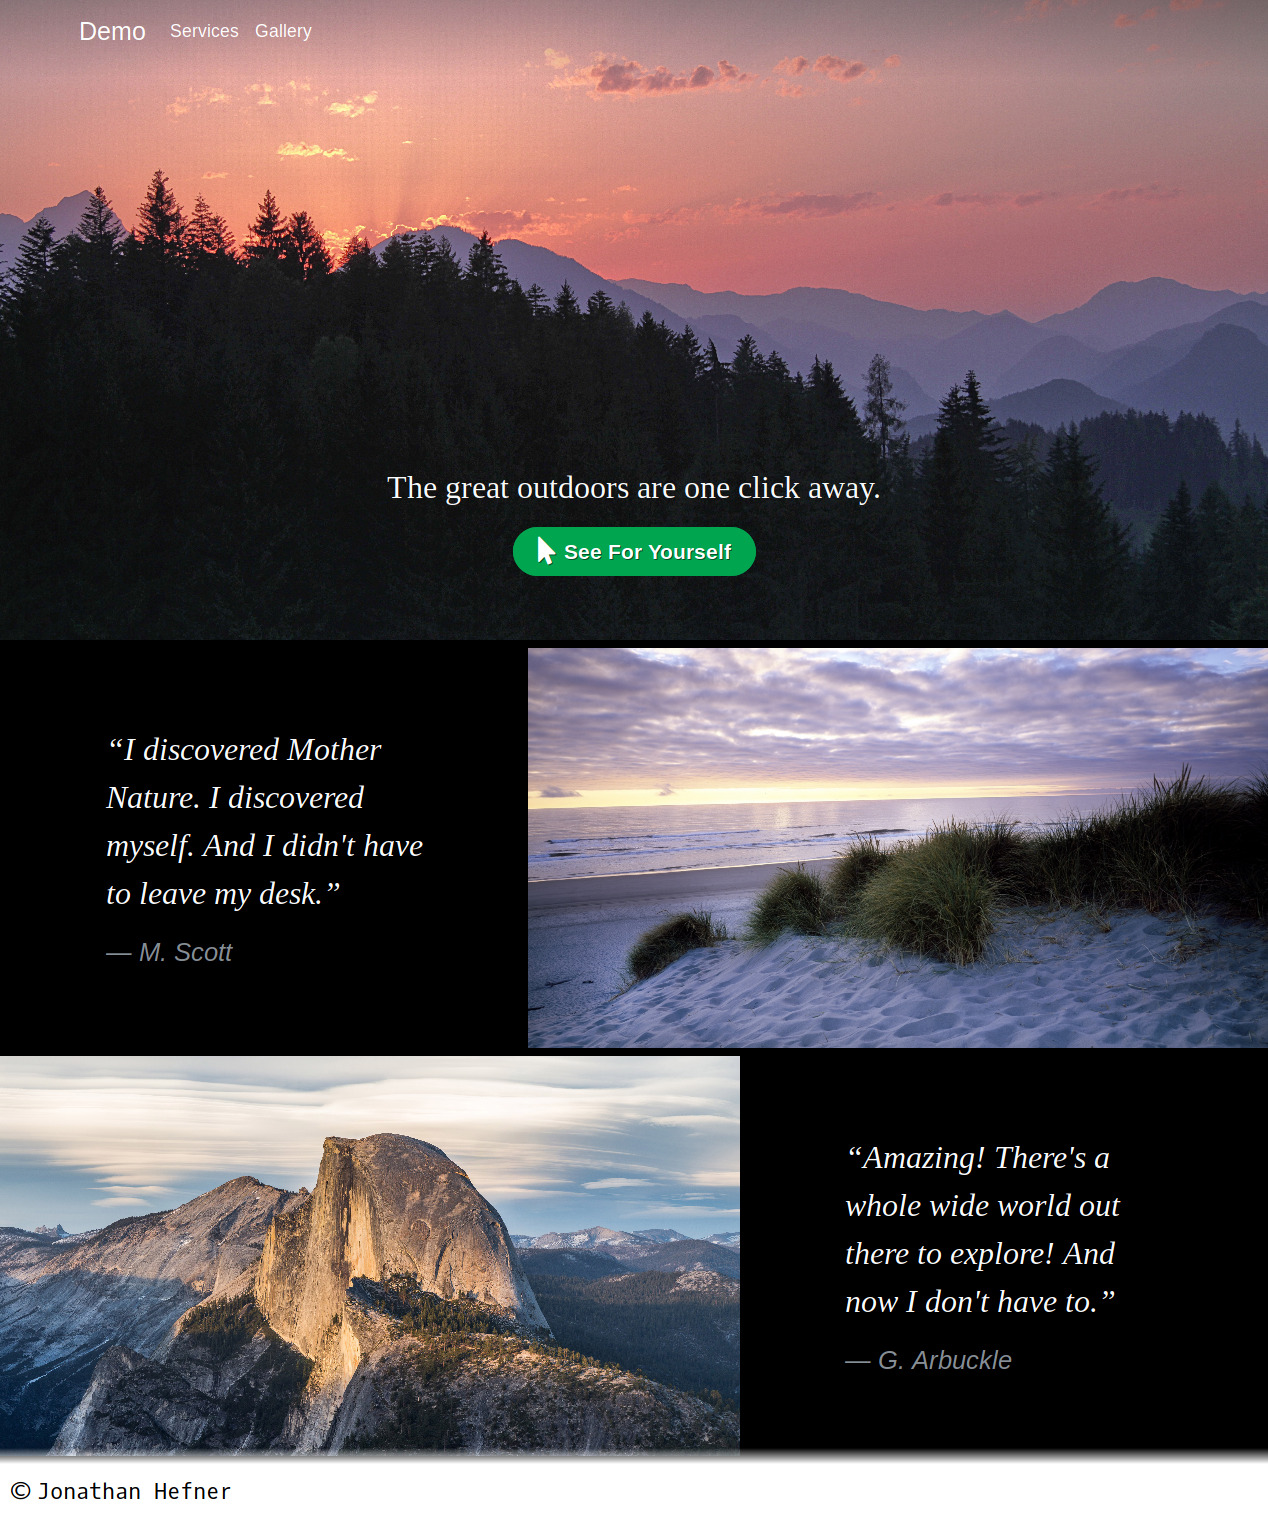 Demo Services Gallery
The great outdoors are one click away.
See For Yourself
“I discovered Mother
Nature. I discovered
myself. And I didn't have
to leave my desk.”
— M. Scott
“Amazing! There's a
whole wide world out
there to explore! And
now I don't have to.”
— G. Arbuckle
© Jonathan Hefner